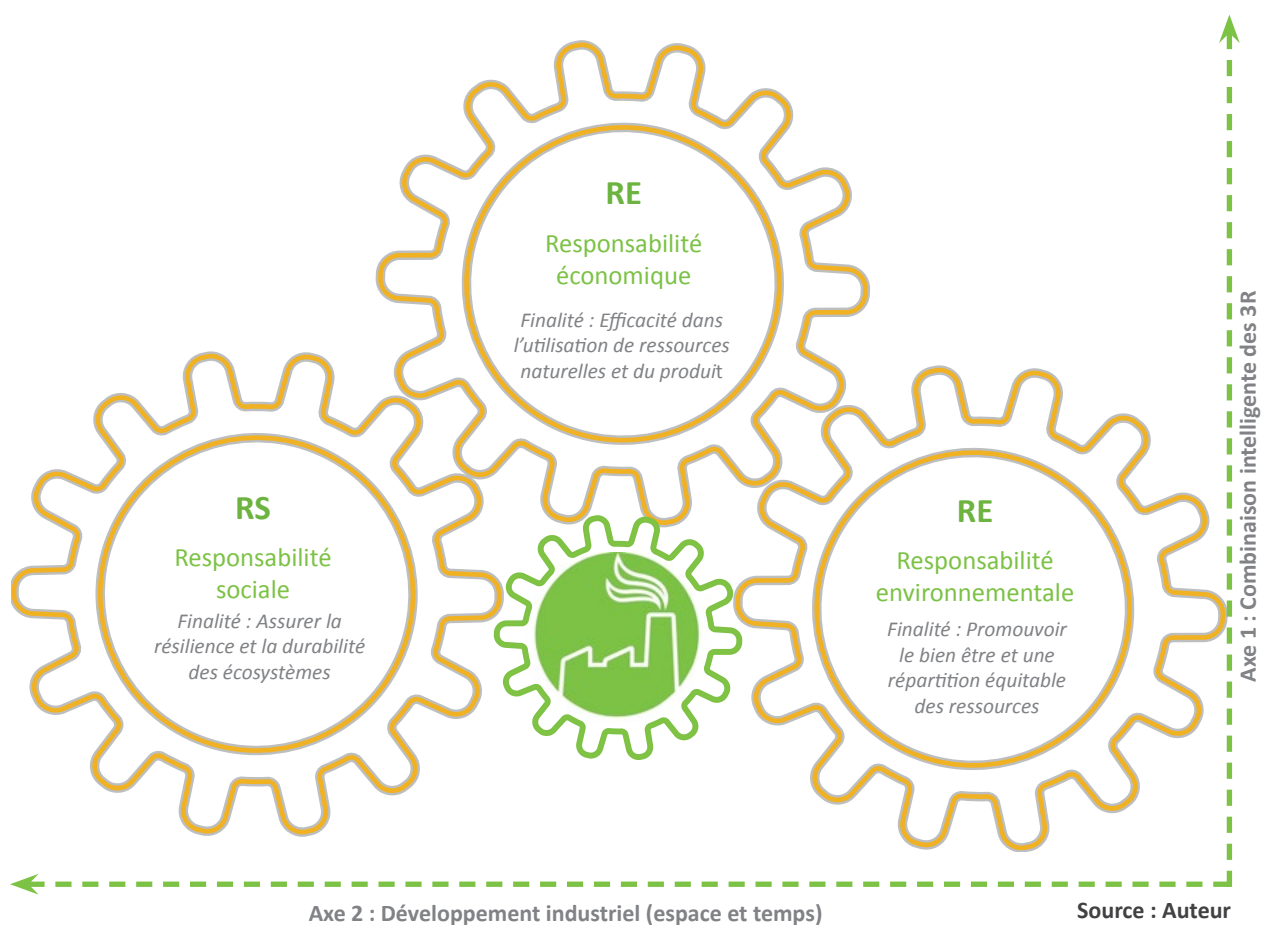 RE
Responsabilité
économique
Finalité : Efficacité dans
l'utilisation de ressources
naturelles et du produit
RS
Responsabilité
sociale
Finalité : Assurer la
résilience et la durabilité
des écosystèmes
RE
Responsabilité
environnementale
Finalité : Promouvoir
le bien être et une
répartition équitable
des ressources
Axe 1 : Combinaison intelligente des 3R
Axe 2 : Développement industriel (espace et temps)
Source : Auteur